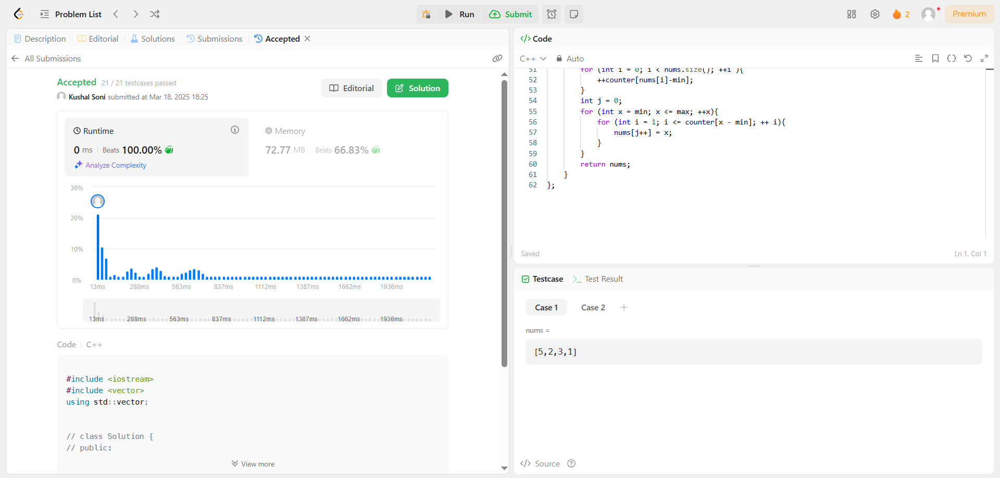 Problem List
Run
Submit
2
Premium
Description
Editorial
Solutions
Submissions
Accepted
All Submissions
Accepted 21 / 21 testcases passed
Kushal Soni submitted at Mar 18, 2025 18:25
Editorial
Solution
Runtime
0 ms Beats 100.00%
Analyze Complexity
Memory
72.77 MB Beats 66.83%
30%
20%
10%
0%
13ms 288ms 563ms 837ms 1112ms 1387ms 1662ms 1936ms
13ms 288ms 563ms 837ms 1112ms 1387ms 1662ms 1936ms
Code C++
#include <iostream>
#include <vector>
using std::vector;
// class Solution {
// public:
View more
</> Code
C++ Auto
51 for (int i = 0; i < nums.size(); ++i ){
52 ++counter[nums[i]-min];
53 }
54 int j = 0;
55 for (int x = min; x <= max; ++x){
56 for (int i = 1; i <= counter[x - min]; ++ i){
57 nums[j++] = x;
58 }
59 }
60 return nums;
61 }
62 };
Saved
Ln 1, Col 1
Testcase
Test Result
Case 1
Case 2
+
nums =
[5,2,3,1]
</> Source